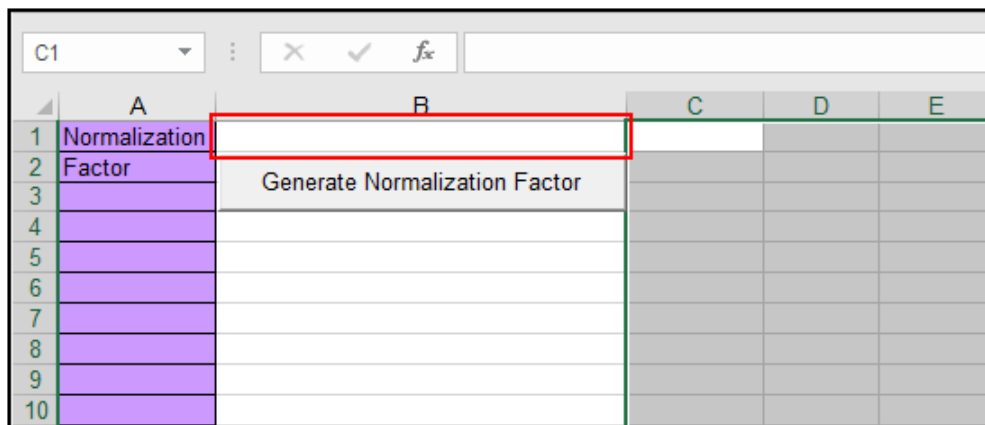 C1 fx
A B C D E
1 Normalization
2 Factor
Generate Normalization Factor
3
4
5
6
7
8
9
10